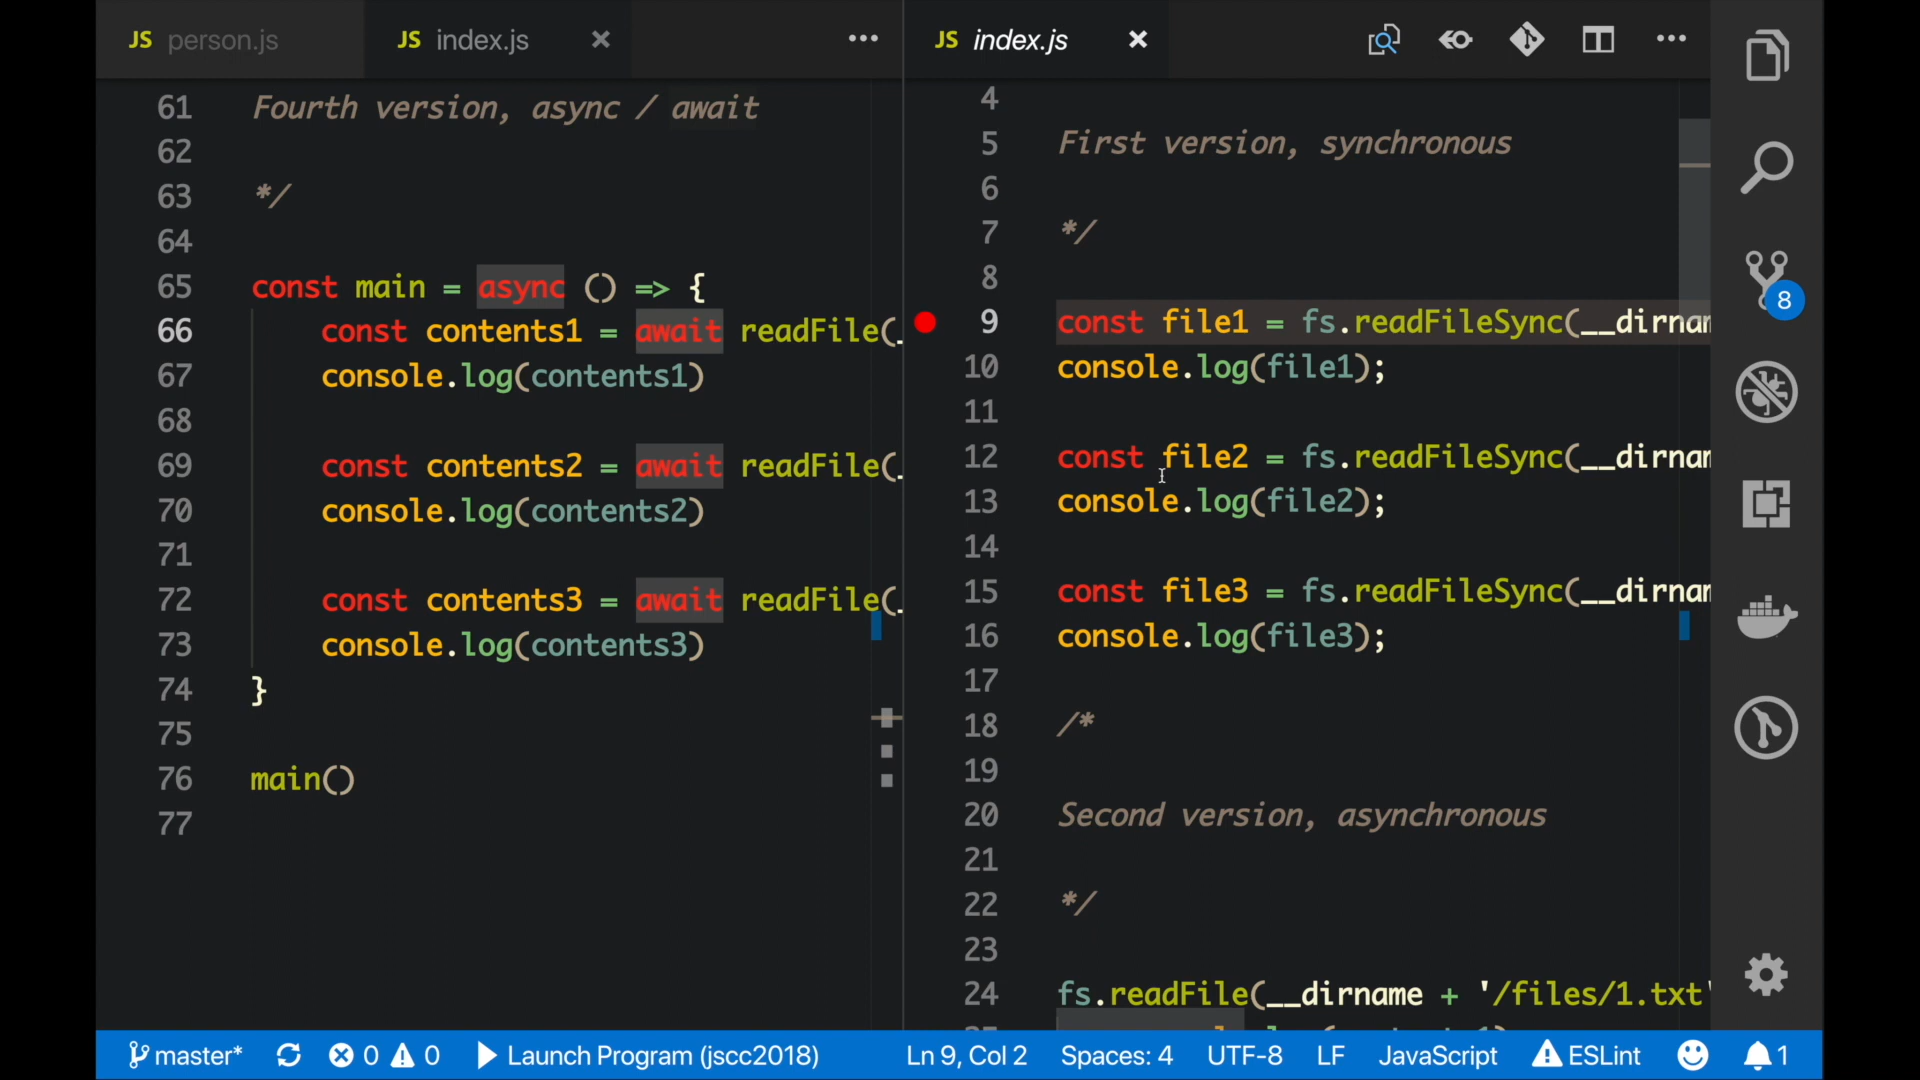 JS person.js
JS index.js
61 Fourth version, async / await
62
63 */
64
65 const main = async () => {
66 const contents1 = await readFile(_
67 console.log(contents1)
68
69 const contents2 = await readFile(_
70 console.log(contents2)
71
72 const contents3 = await readFile(_
73 console.log(contents3)
74 }
75
76 main()
77
JS index.js
4
5 First version, synchronous
6
7 */
8
9 const file1 = fs.readFileSync(__dirnam
10 console.log(file1);
11
12 const file2 = fs.readFileSync(__dirnam
13 console.log(file2);
14
15 const file3 = fs.readFileSync(__dirnam
16 console.log(file3);
17
18 /*
19
20 Second version, asynchronous
21
22 */
23
24 fs.readFile(__dirname + '/files/1.txt'
8
master* 0 0 Launch Program (jscc2018) Ln 9, Col 2 Spaces: 4 UTF-8 LF JavaScript ESLint 1